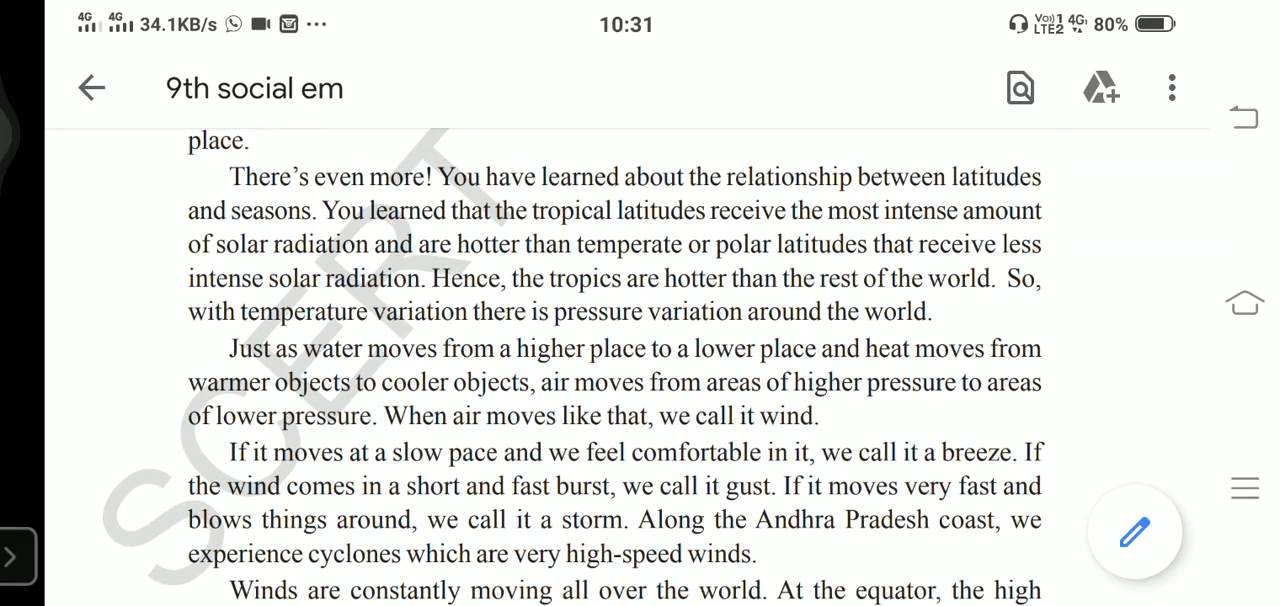 4G 4G 34.1KB/s ... 10:31 Vo)) 1 4G LTE2 80%
9th social em
place.
There’s even more! You have learned about the relationship between latitudes
and seasons. You learned that the tropical latitudes receive the most intense amount
of solar radiation and are hotter than temperate or polar latitudes that receive less
intense solar radiation. Hence, the tropics are hotter than the rest of the world. So,
with temperature variation there is pressure variation around the world.
Just as water moves from a higher place to a lower place and heat moves from
warmer objects to cooler objects, air moves from areas of higher pressure to areas
of lower pressure. When air moves like that, we call it wind.
If it moves at a slow pace and we feel comfortable in it, we call it a breeze. If
the wind comes in a short and fast burst, we call it gust. If it moves very fast and
blows things around, we call it a storm. Along the Andhra Pradesh coast, we
experience cyclones which are very high-speed winds.
Winds are constantly moving all over the world. At the equator, the high
SCERT